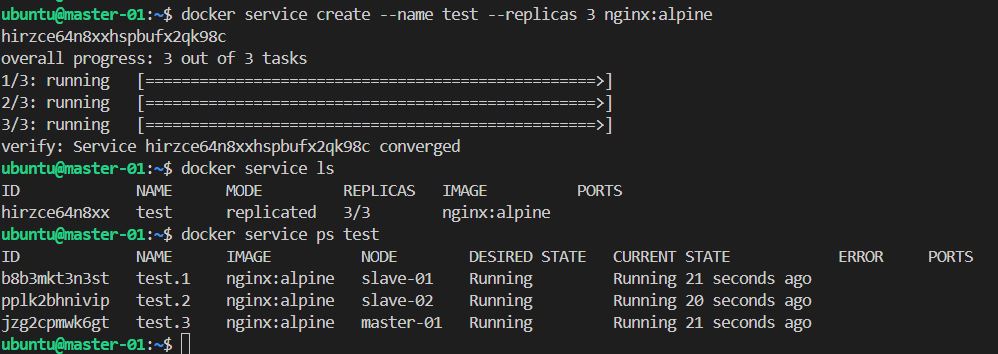 ubuntu@master-01:~$ docker service create --name test --replicas 3 nginx:alpine
hirzce64n8xxhspbufx2qk98c
overall progress: 3 out of 3 tasks
1/3: running   [==================================================>]
2/3: running   [==================================================>]
3/3: running   [==================================================>]
verify: Service hirzce64n8xxhspbufx2qk98c converged
ubuntu@master-01:~$ docker service ls
ID             NAME      MODE         REPLICAS   IMAGE          PORTS
hirzce64n8xx   test      replicated   3/3        nginx:alpine
ubuntu@master-01:~$ docker service ps test
ID             NAME      IMAGE          NODE        DESIRED STATE   CURRENT STATE            ERROR     PORTS
b8b3mkt3n3st   test.1    nginx:alpine   slave-01    Running         Running 21 seconds ago
pplk2bhnivip   test.2    nginx:alpine   slave-02    Running         Running 20 seconds ago
jzg2cpmwk6gt   test.3    nginx:alpine   master-01   Running         Running 21 seconds ago
ubuntu@master-01:~$